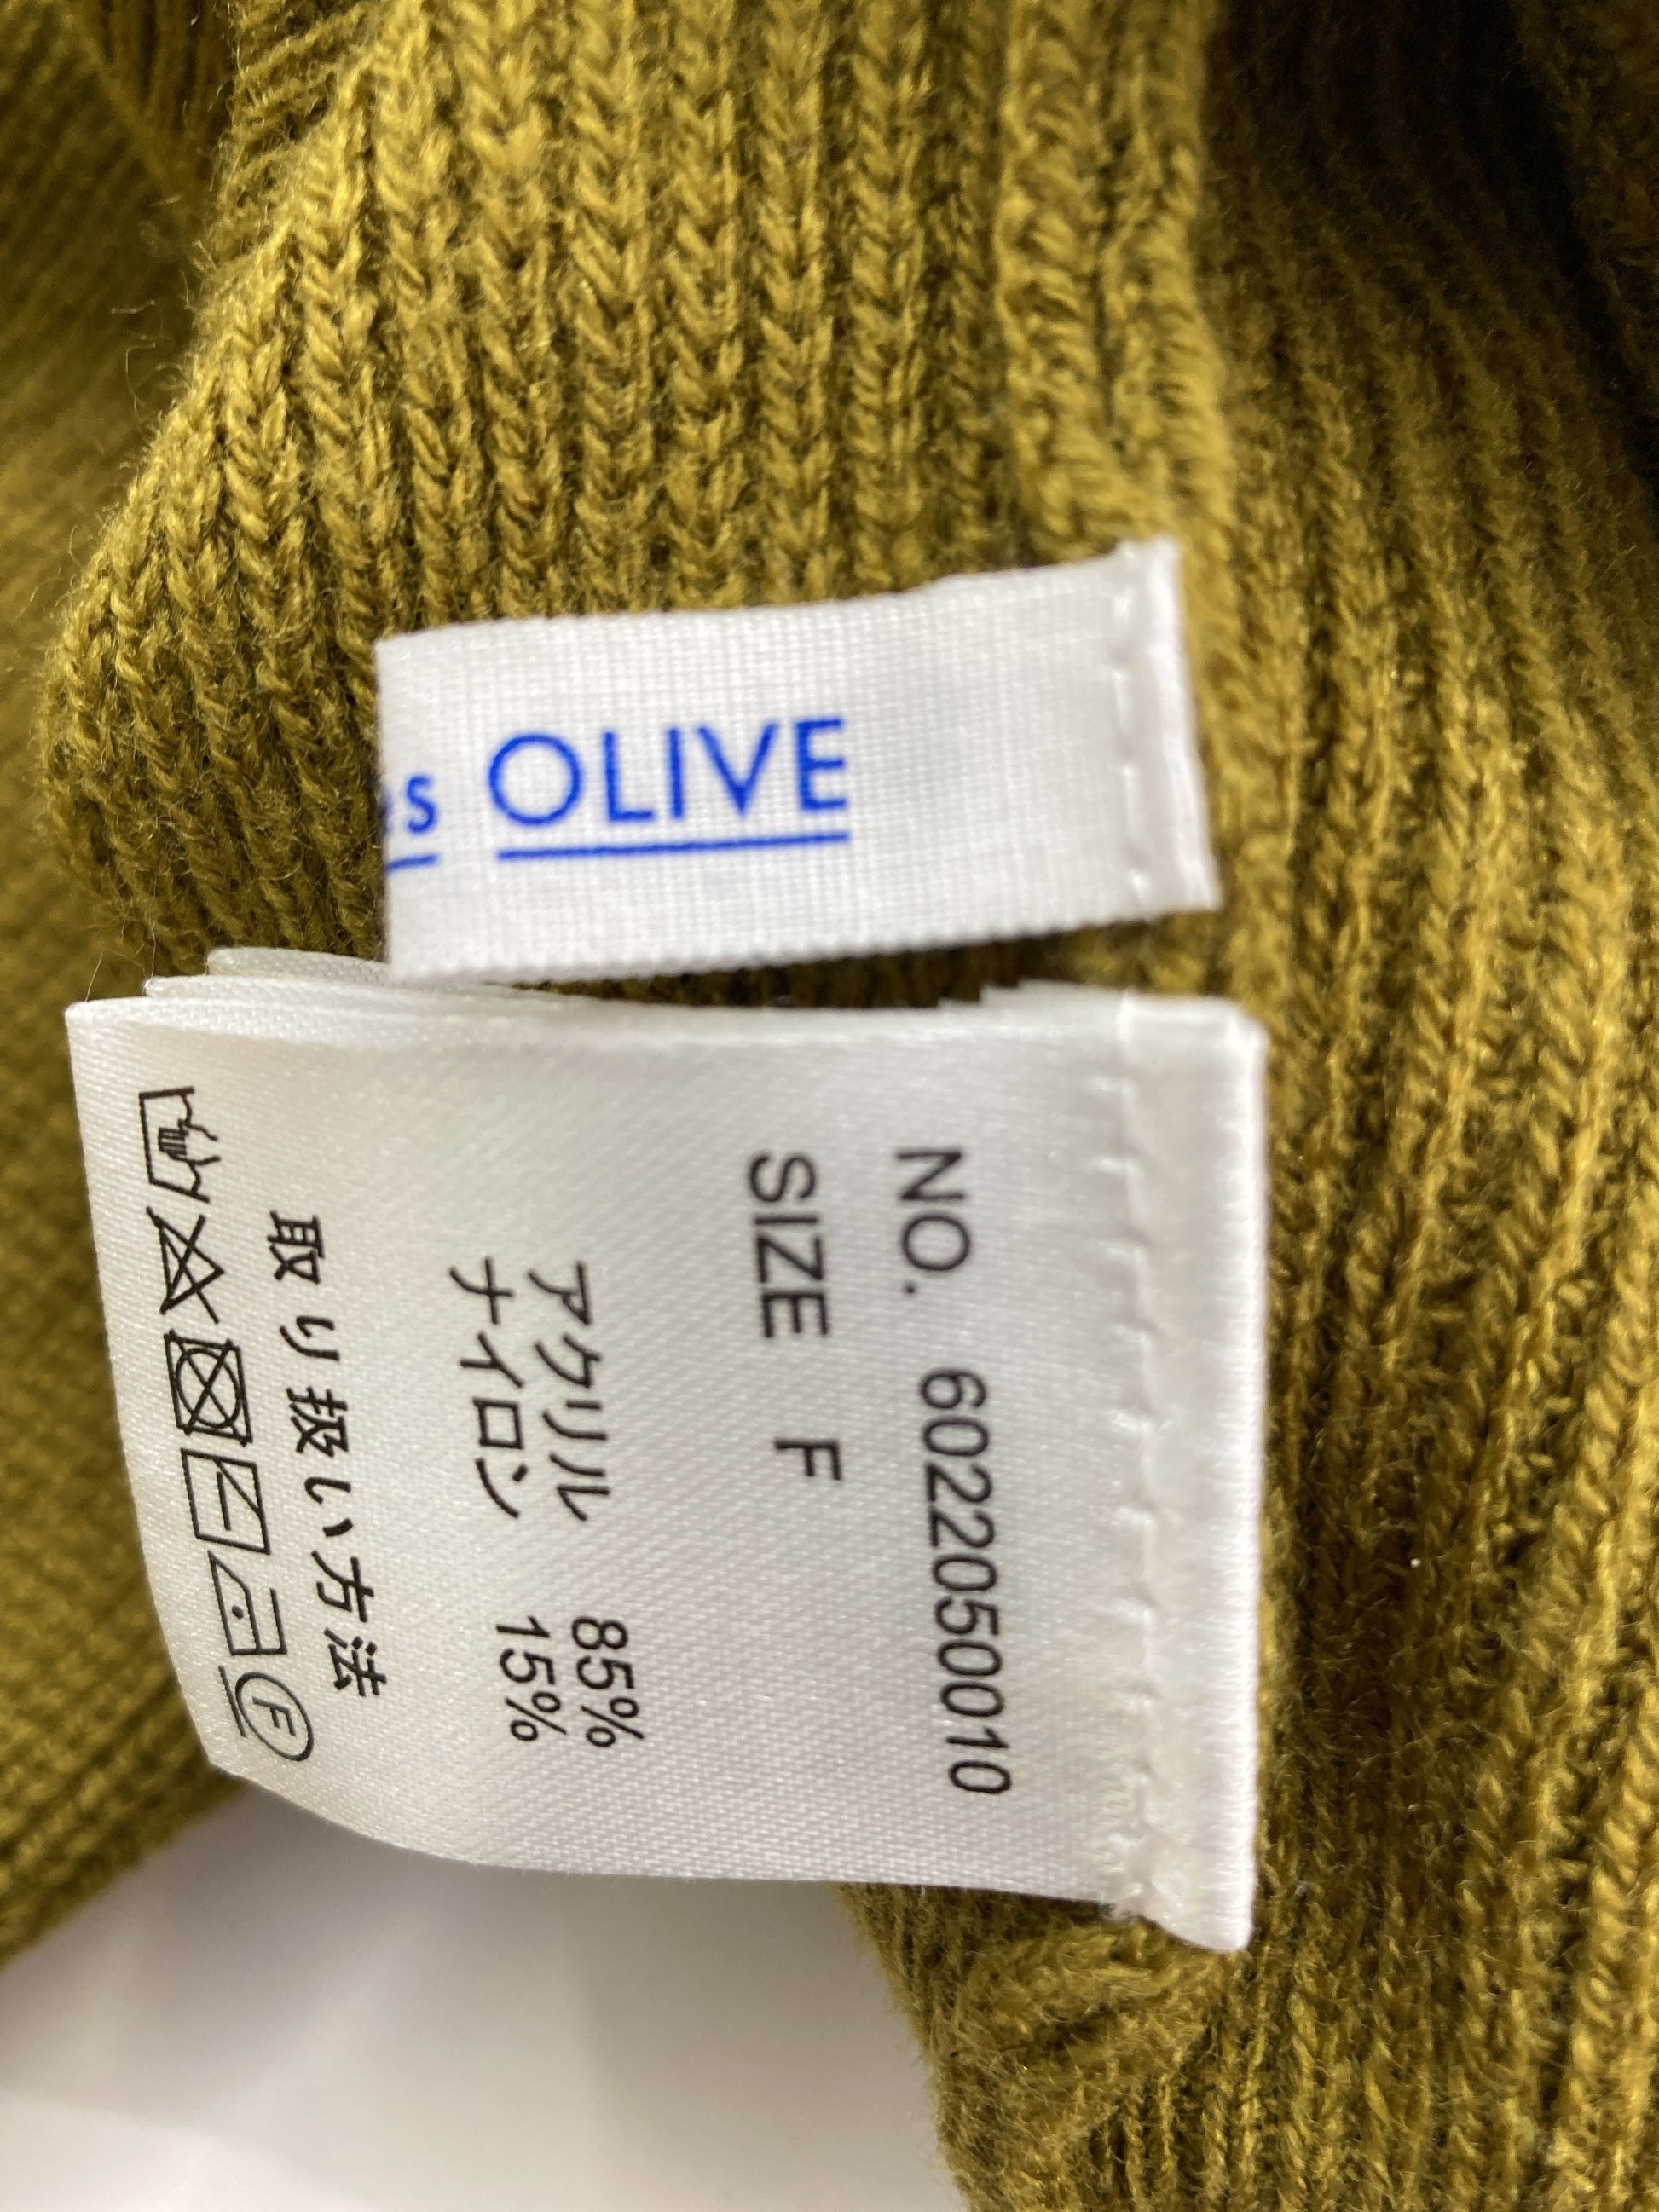 OLIVE
NO. 6022050010
SIZE F
アクリル 85%
ナイロン 15%
取り扱い方法
F